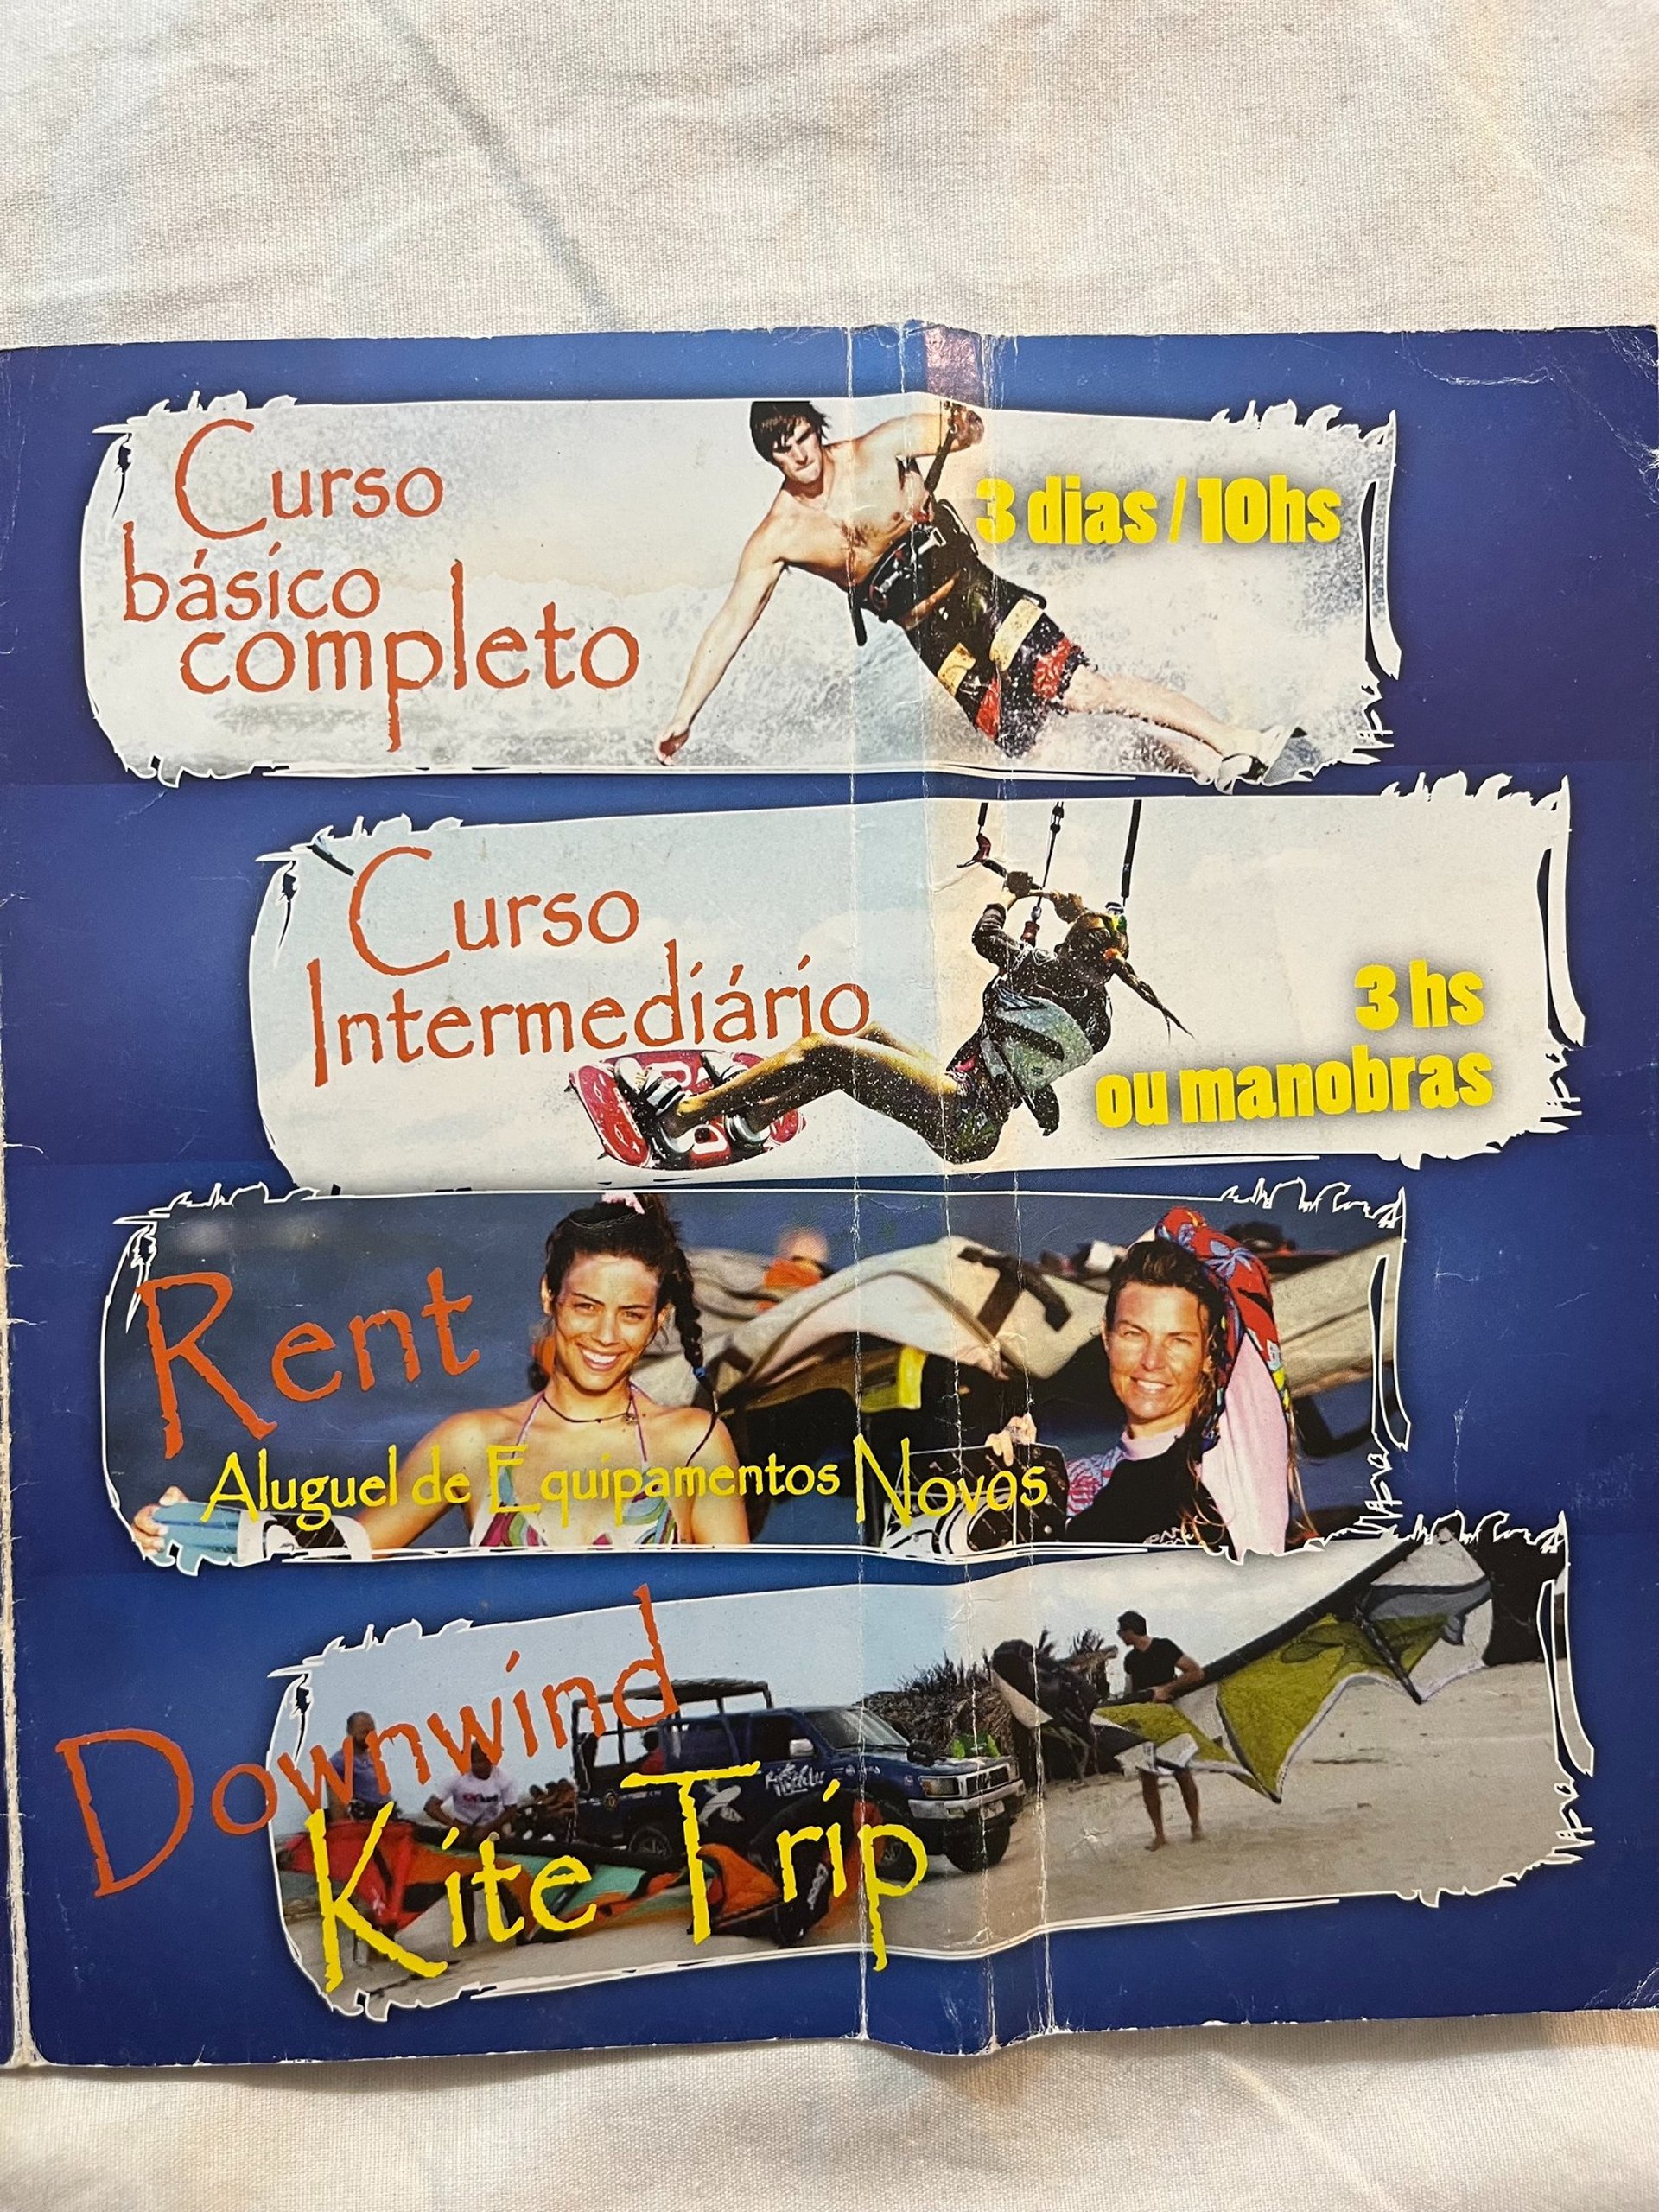 Curso
básico
completo
3 dias / 10hs
Curso
Intermediário
3 hs
ou manobras
Rent
Aluguel de Equipamentos Novos
Downwind
Kite Trip